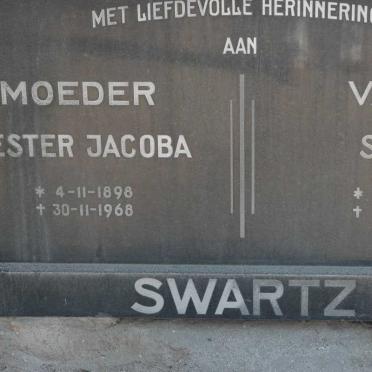 MET LIEFDEVOLLE HERINNERING
AAN
MOEDER
ESTER JACOBA
* 4-11-1898
† 30-11-1968
V
S
*
†
SWARTZ